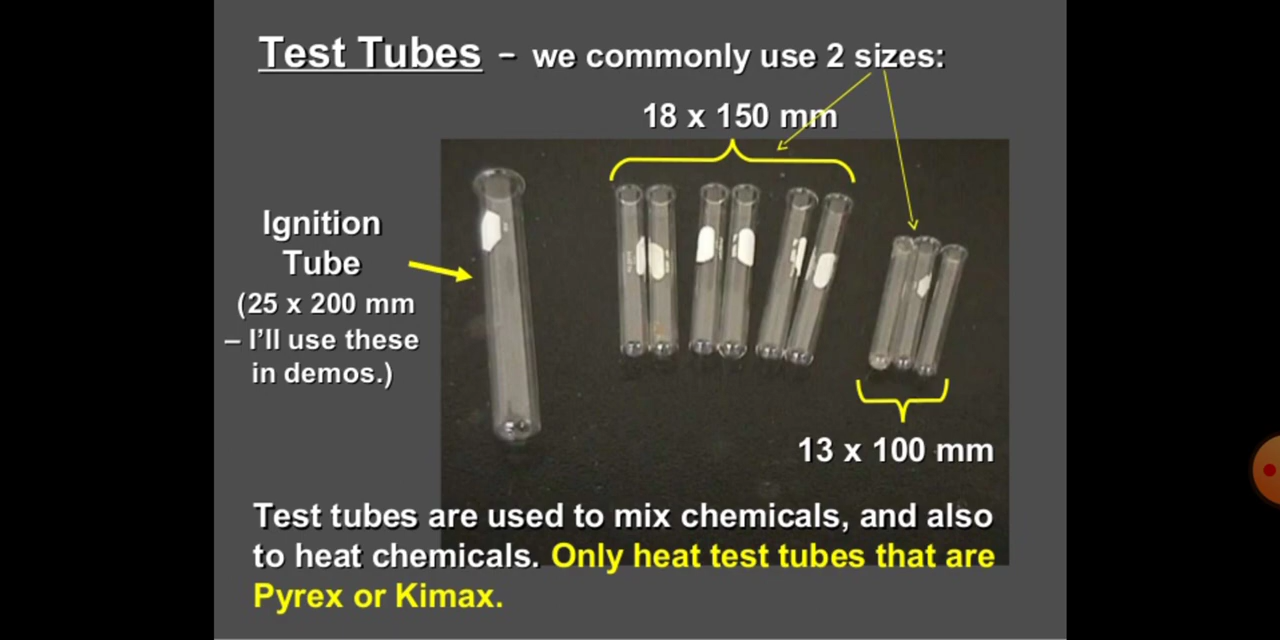 Test Tubes – we commonly use 2 sizes:
18 x 150 mm
Ignition
Tube
(25 x 200 mm
– I’ll use these
in demos.)
13 x 100 mm
Test tubes are used to mix chemicals, and also
to heat chemicals. Only heat test tubes that are
Pyrex or Kimax.